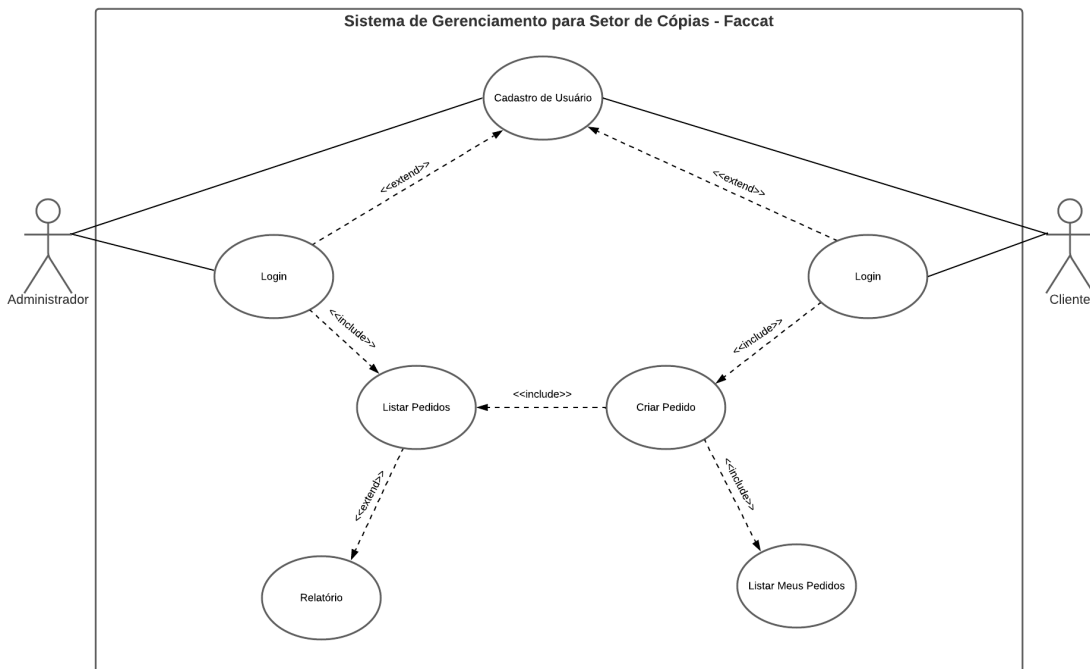 Sistema de Gerenciamento para Setor de Cópias - Faccat
Cadastro de Usuário
<<extend>>
<<extend>>
Administrador
Login
Login
Cliente
<<include>>
<<include>>
Listar Pedidos
<<include>>
Criar Pedido
<<extend>>
<<include>>
Relatório
Listar Meus Pedidos